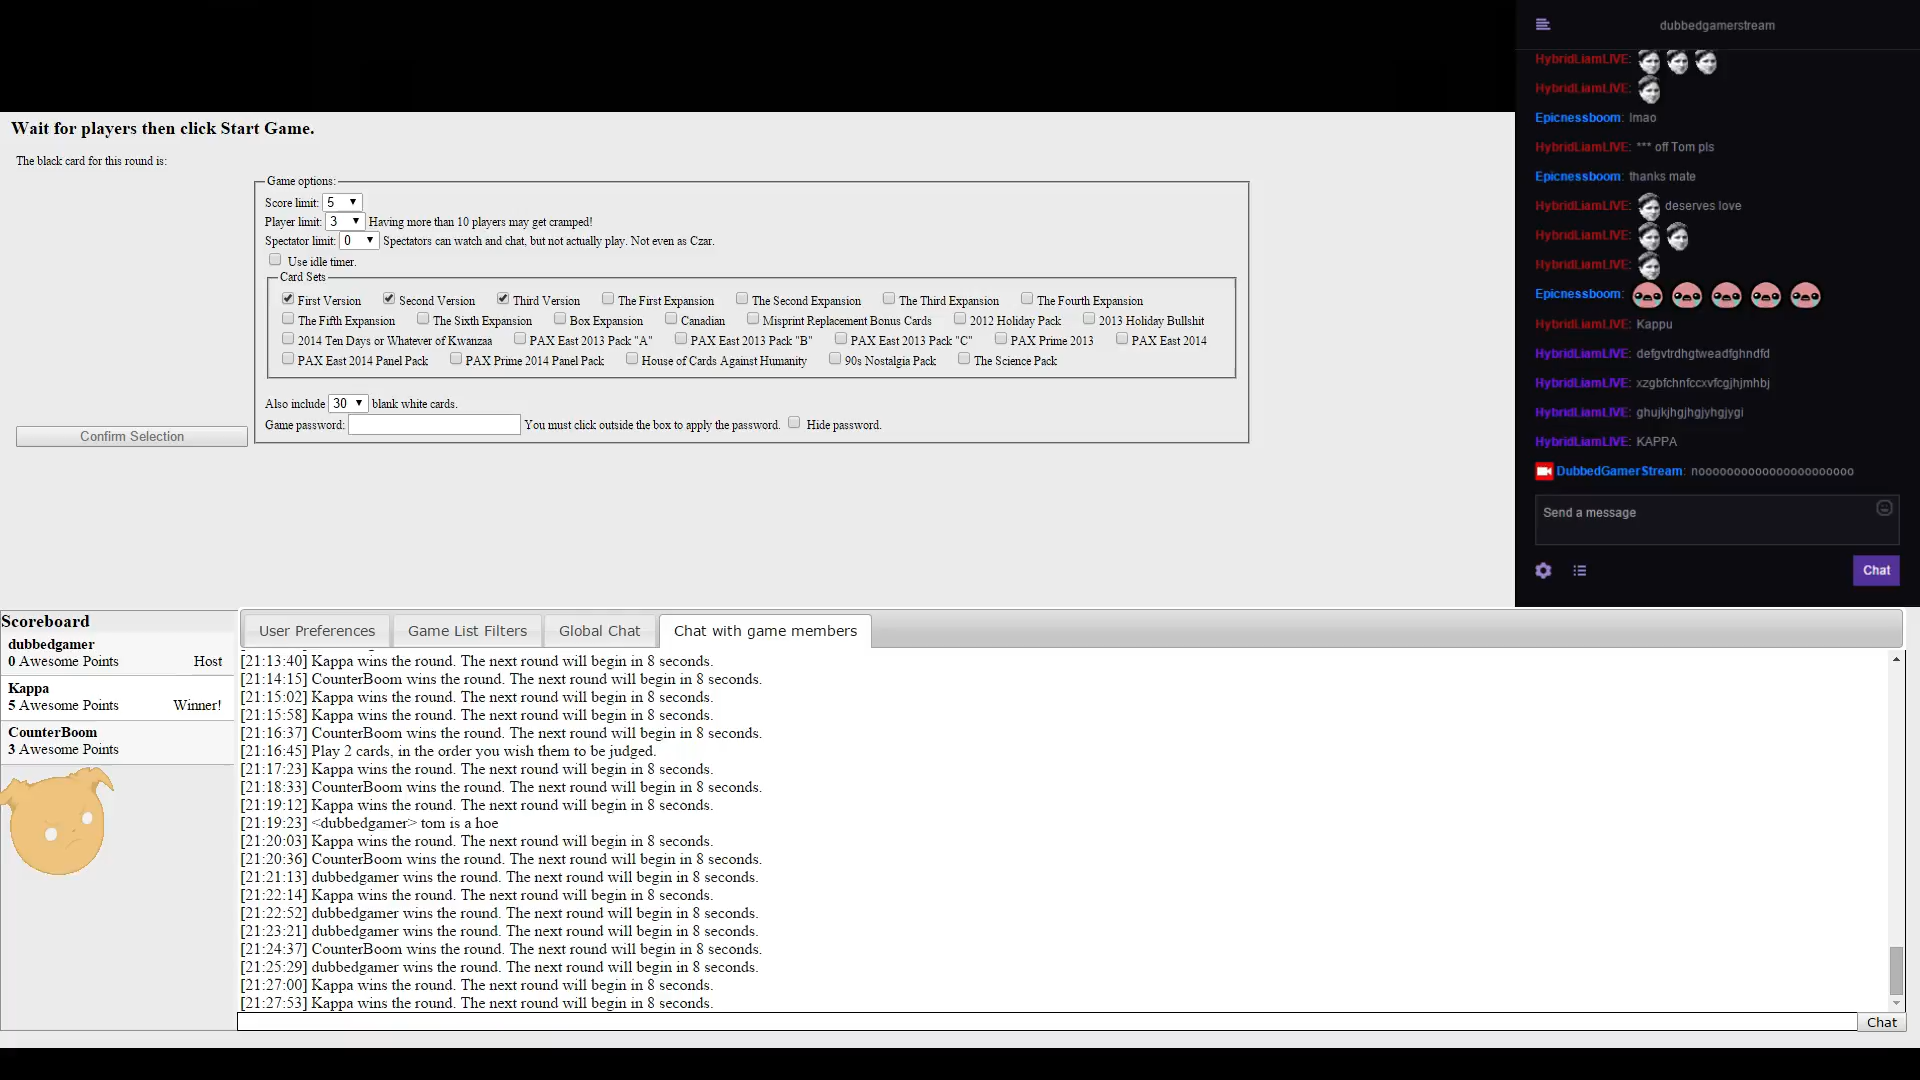 Wait for players then click Start Game.
The black card for this round is:
Game options:
Score limit: 5
Player limit: 3 Having more than 10 players may get cramped!
Spectator limit: 0 Spectators can watch and chat, but not actually play. Not even as Czar.
Use idle timer.
Card Sets
First Version Second Version Third Version The First Expansion The Second Expansion The Third Expansion The Fourth Expansion
The Fifth Expansion The Sixth Expansion Box Expansion Canadian Misprint Replacement Bonus Cards 2012 Holiday Pack 2013 Holiday Bullshit
2014 Ten Days or Whatever of Kwanzaa PAX East 2013 Pack "A" PAX East 2013 Pack "B" PAX East 2013 Pack "C" PAX Prime 2013 PAX East 2014
PAX East 2014 Panel Pack PAX Prime 2014 Panel Pack House of Cards Against Humanity 90s Nostalgia Pack The Science Pack
Also include 30 blank white cards.
Game password: You must click outside the box to apply the password. Hide password.
Confirm Selection
dubbedgamerstream
HybridLiamLIVE:
HybridLiamLIVE:
Epicnessboom: lmao
HybridLiamLIVE: *** off Tom pls
Epicnessboom: thanks mate
HybridLiamLIVE: deserves love
HybridLiamLIVE:
HybridLiamLIVE:
Epicnessboom:
HybridLiamLIVE: Kappu
HybridLiamLIVE: defgvtrdhgtweadfghndfd
HybridLiamLIVE: xzgbfchnfccxvfcgjhjmhbj
HybridLiamLIVE: ghujkjhgjhgjyhgjygi
HybridLiamLIVE: KAPPA
DubbedGamerStream: nooooooooooooooooooooooo
Send a message
Chat
Scoreboard
dubbedgamer
0 Awesome Points Host
Kappa
5 Awesome Points Winner!
CounterBoom
3 Awesome Points
User Preferences Game List Filters Global Chat Chat with game members
[21:13:40] Kappa wins the round. The next round will begin in 8 seconds.
[21:14:15] CounterBoom wins the round. The next round will begin in 8 seconds.
[21:15:02] Kappa wins the round. The next round will begin in 8 seconds.
[21:15:58] Kappa wins the round. The next round will begin in 8 seconds.
[21:16:37] CounterBoom wins the round. The next round will begin in 8 seconds.
[21:16:45] Play 2 cards, in the order you wish them to be judged.
[21:17:23] Kappa wins the round. The next round will begin in 8 seconds.
[21:18:33] CounterBoom wins the round. The next round will begin in 8 seconds.
[21:19:12] Kappa wins the round. The next round will begin in 8 seconds.
[21:19:23] <dubbedgamer> tom is a hoe
[21:20:03] Kappa wins the round. The next round will begin in 8 seconds.
[21:20:36] CounterBoom wins the round. The next round will begin in 8 seconds.
[21:21:13] dubbedgamer wins the round. The next round will begin in 8 seconds.
[21:22:14] Kappa wins the round. The next round will begin in 8 seconds.
[21:22:52] dubbedgamer wins the round. The next round will begin in 8 seconds.
[21:23:21] dubbedgamer wins the round. The next round will begin in 8 seconds.
[21:24:37] CounterBoom wins the round. The next round will begin in 8 seconds.
[21:25:29] dubbedgamer wins the round. The next round will begin in 8 seconds.
[21:27:00] Kappa wins the round. The next round will begin in 8 seconds.
[21:27:53] Kappa wins the round. The next round will begin in 8 seconds.
Chat